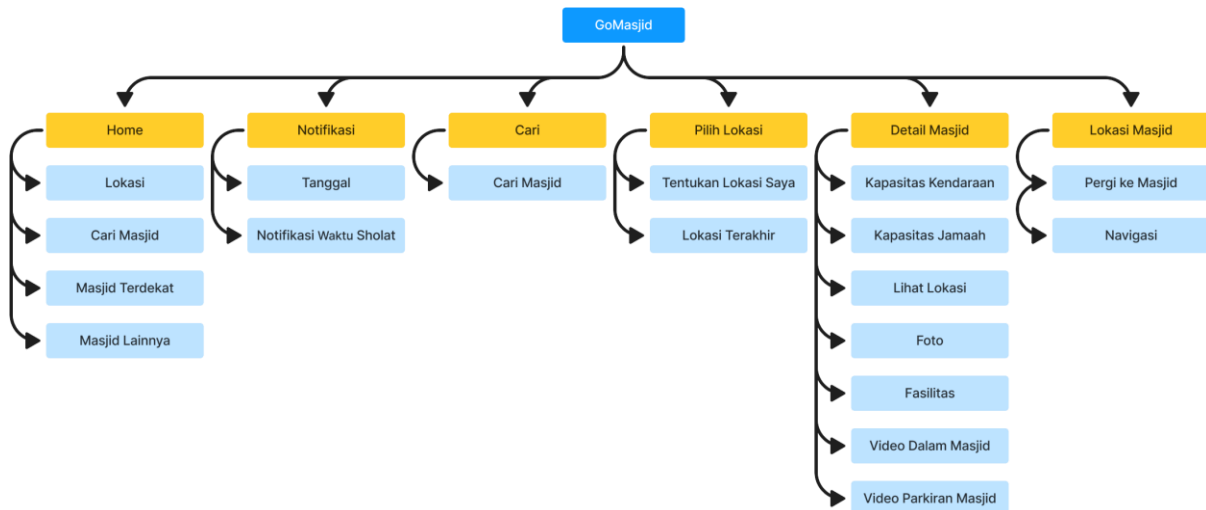 GoMasjid
Home
Lokasi
Cari Masjid
Masjid Terdekat
Masjid Lainnya
Notifikasi
Tanggal
Notifikasi Waktu Sholat
Cari
Cari Masjid
Pilih Lokasi
Tentukan Lokasi Saya
Lokasi Terakhir
Detail Masjid
Kapasitas Kendaraan
Kapasitas Jamaah
Lihat Lokasi
Foto
Fasilitas
Video Dalam Masjid
Video Parkiran Masjid
Lokasi Masjid
Pergi ke Masjid
Navigasi